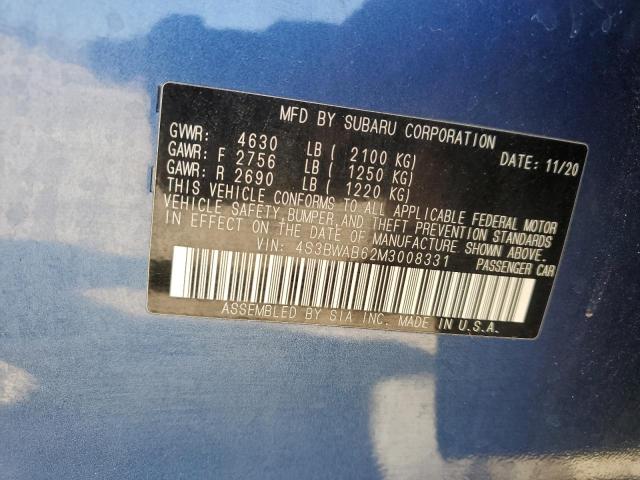 MFD BY SUBARU CORPORATION
GVWR: 4630 LB ( 2100 KG) DATE: 11/20
GAWR: F 2756 LB ( 1250 KG)
GAWR: R 2690 LB ( 1220 KG)
THIS VEHICLE CONFORMS TO ALL APPLICABLE FEDERAL MOTOR
VEHICLE SAFETY, BUMPER, AND THEFT PREVENTION STANDARDS
IN EFFECT ON THE DATE OF MANUFACTURE SHOWN ABOVE.
VIN: 4S3BWAB62M3008331 PASSENGER CAR
ASSEMBLED BY SIA INC. MADE IN U.S.A.